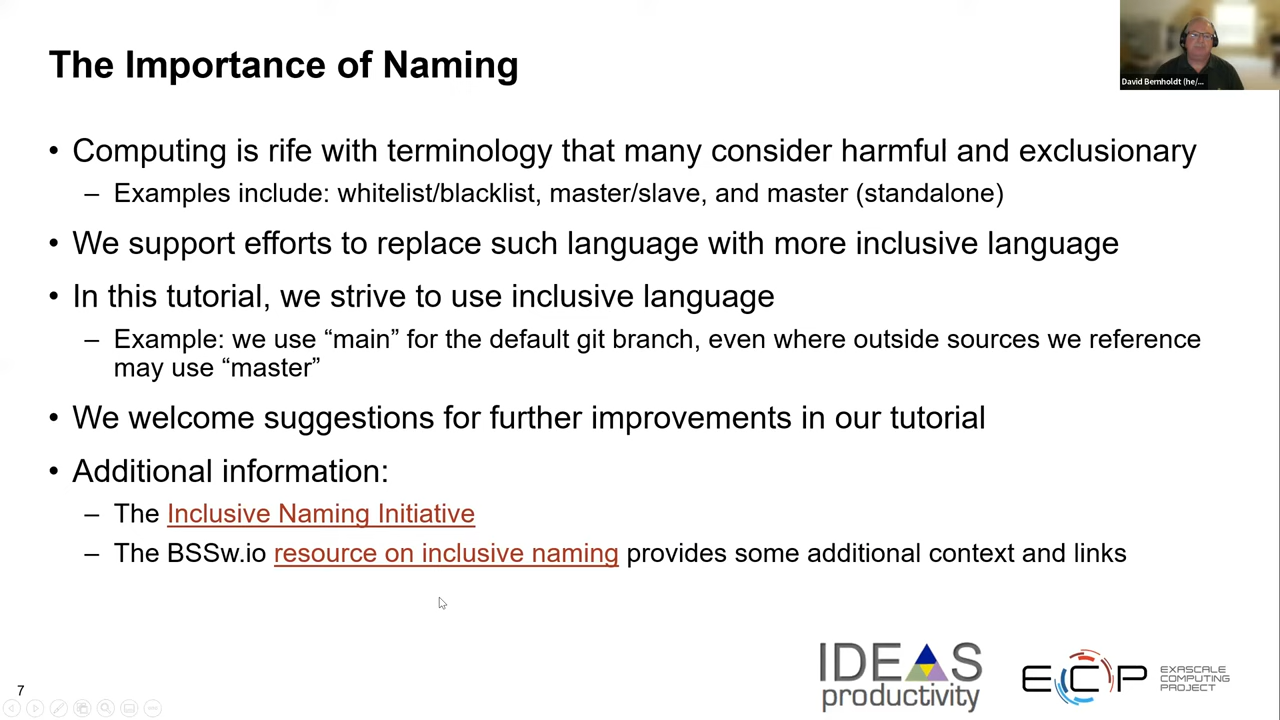 The Importance of Naming
David Bernholdt (he/...
• Computing is rife with terminology that many consider harmful and exclusionary
– Examples include: whitelist/blacklist, master/slave, and master (standalone)
• We support efforts to replace such language with more inclusive language
• In this tutorial, we strive to use inclusive language
– Example: we use “main” for the default git branch, even where outside sources we reference
may use “master”
• We welcome suggestions for further improvements in our tutorial
• Additional information:
– The Inclusive Naming Initiative
– The BSSw.io resource on inclusive naming provides some additional context and links
IDEAS
productivity
ECP
EXASCALE
COMPUTING
PROJECT
7